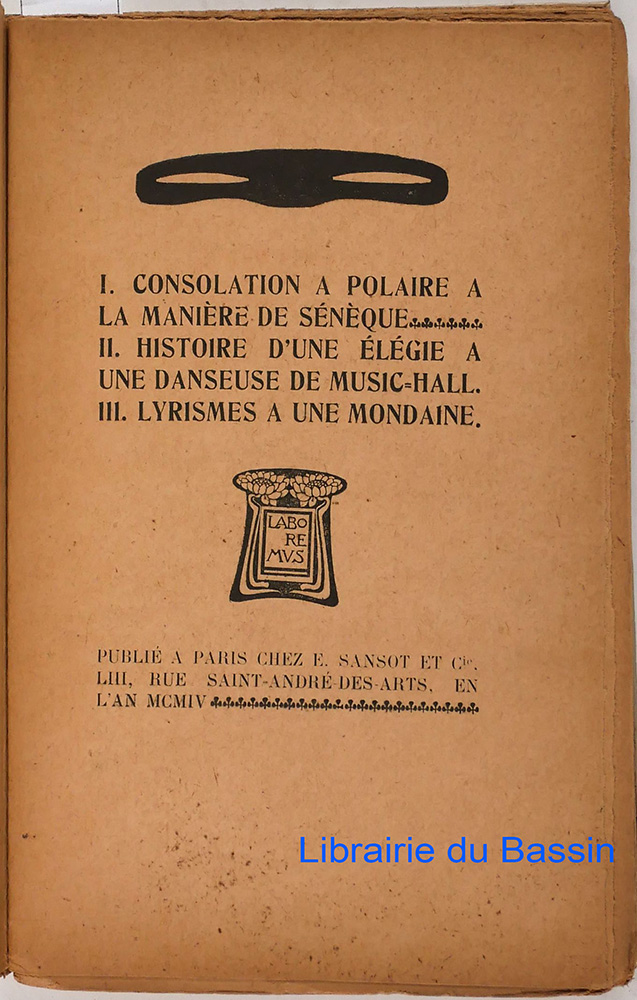 I. CONSOLATION A POLAIRE A
LA MANIÈRE DE SÉNÈQUE
II. HISTOIRE D'UNE ÉLÉGIE A
UNE DANSEUSE DE MUSIC-HALL.
III. LYRISMES A UNE MONDAINE.
LABO
RE
MVS
PUBLIÉ A PARIS CHEZ E. SANSOT ET Cie,
LIII, RUE SAINT-ANDRÉ-DES-ARTS, EN
L'AN MCMIV
Librairie du Bassin